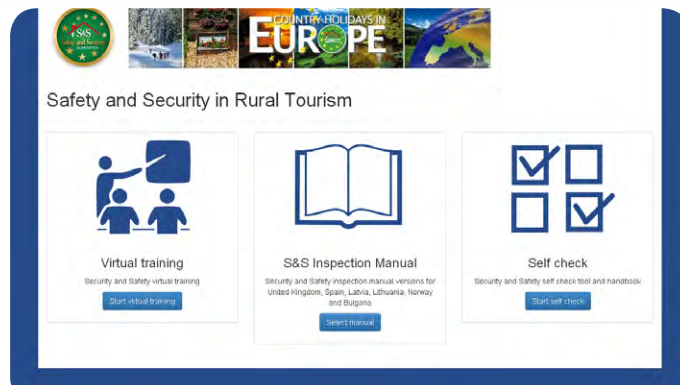 S&S
COUNTRY HOLIDAYS IN
EUROPE
Safety and Security in Rural Tourism
Virtual training
Security and Safety virtual training
Start virtual training
S&S Inspection Manual
Security and Safety inspection manual versions for
United Kingdom, Spain, Latvia, Lithuania, Norway
and Bulgaria
Select manual
Self check
Security and Safety self check tool and handbook
Start self check